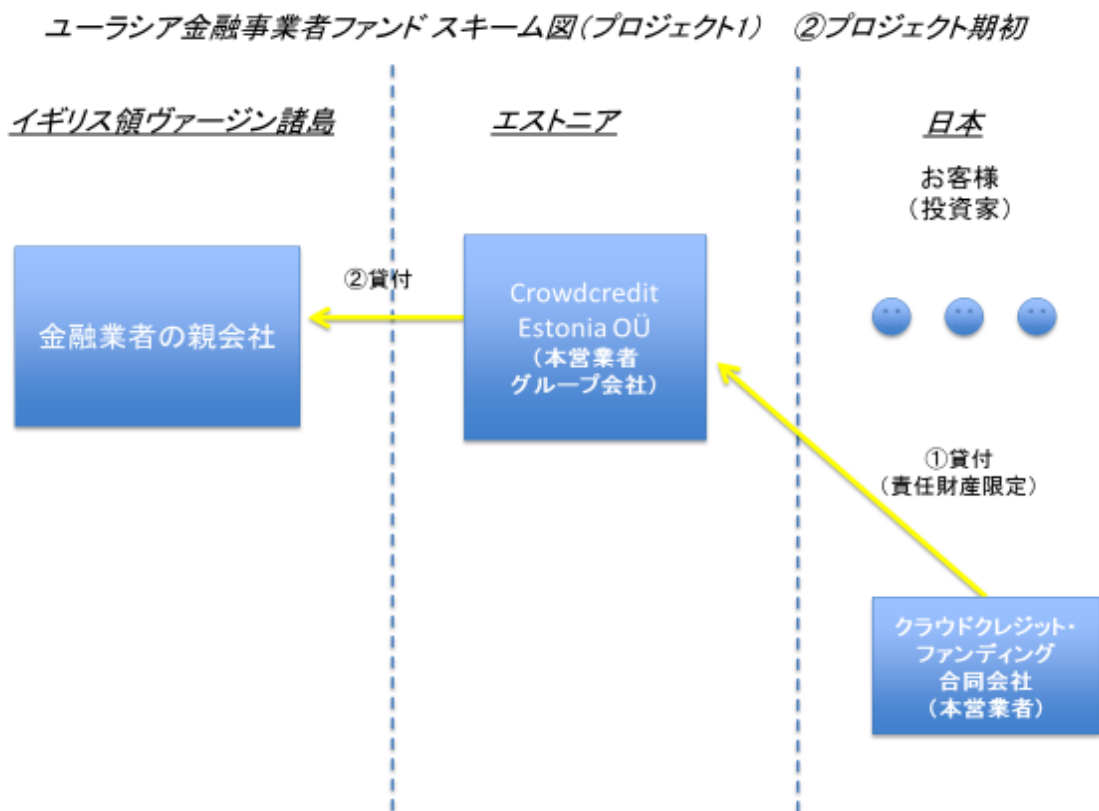 ユーラシア金融事業者ファンド スキーム図(プロジェクト1) ②プロジェクト期初
イギリス領ヴァージン諸島
エストニア
日本
お客様
(投資家)
金融業者の親会社
②貸付
Crowdcredit
Estonia OÜ
(本営業者
グループ会社)
①貸付
(責任財産限定)
クラウドクレジット・
ファンディング
合同会社
(本営業者)